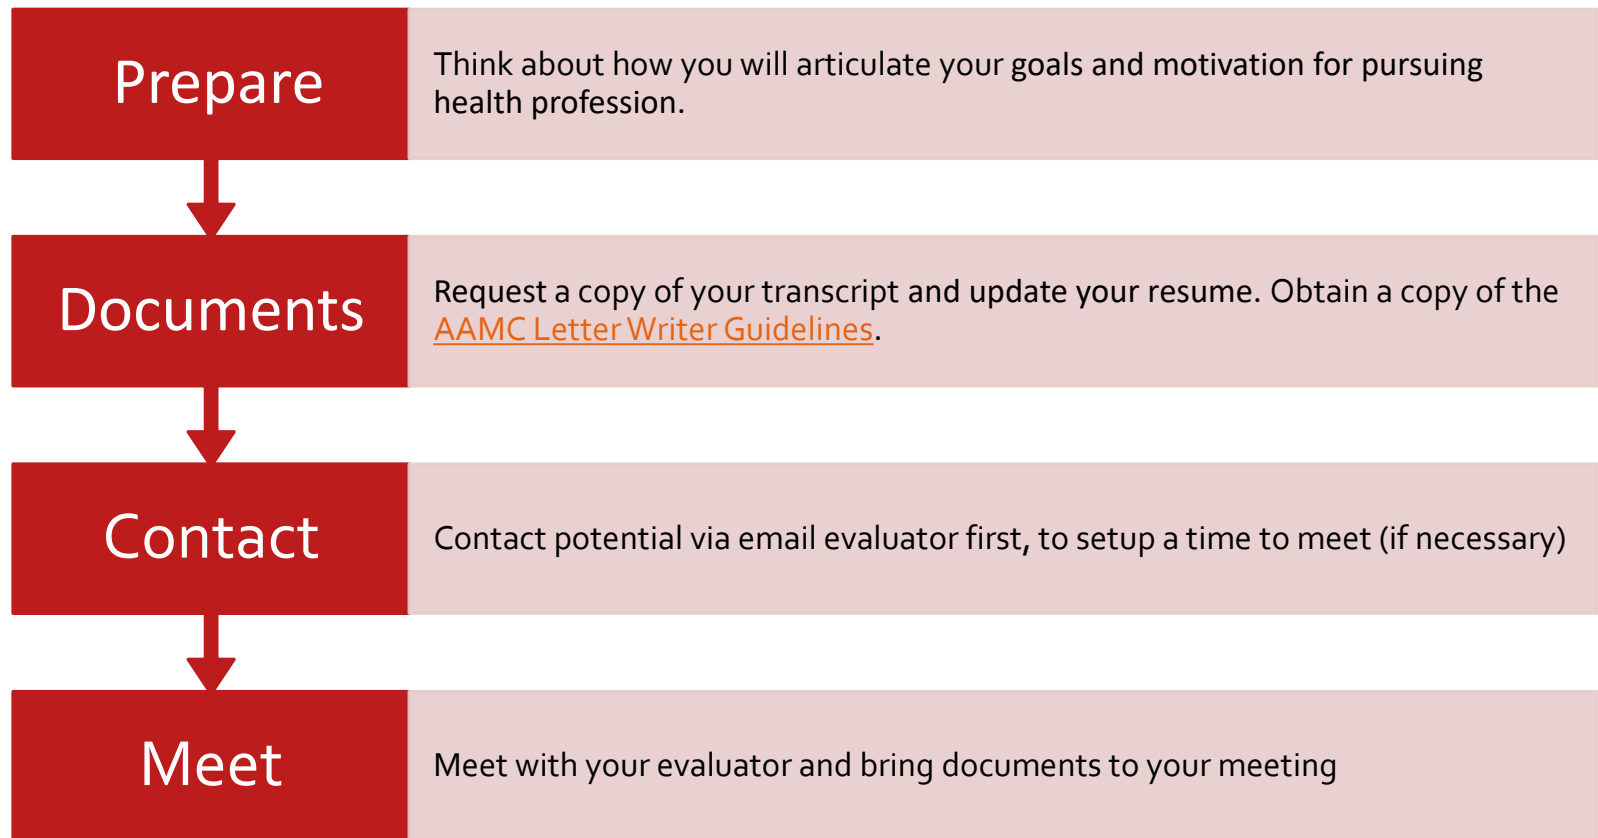 Prepare
Think about how you will articulate your goals and motivation for pursuing
health profession.
Documents
Request a copy of your transcript and update your resume. Obtain a copy of the
AAMC Letter Writer Guidelines.
Contact
Contact potential via email evaluator first, to setup a time to meet (if necessary)
Meet
Meet with your evaluator and bring documents to your meeting